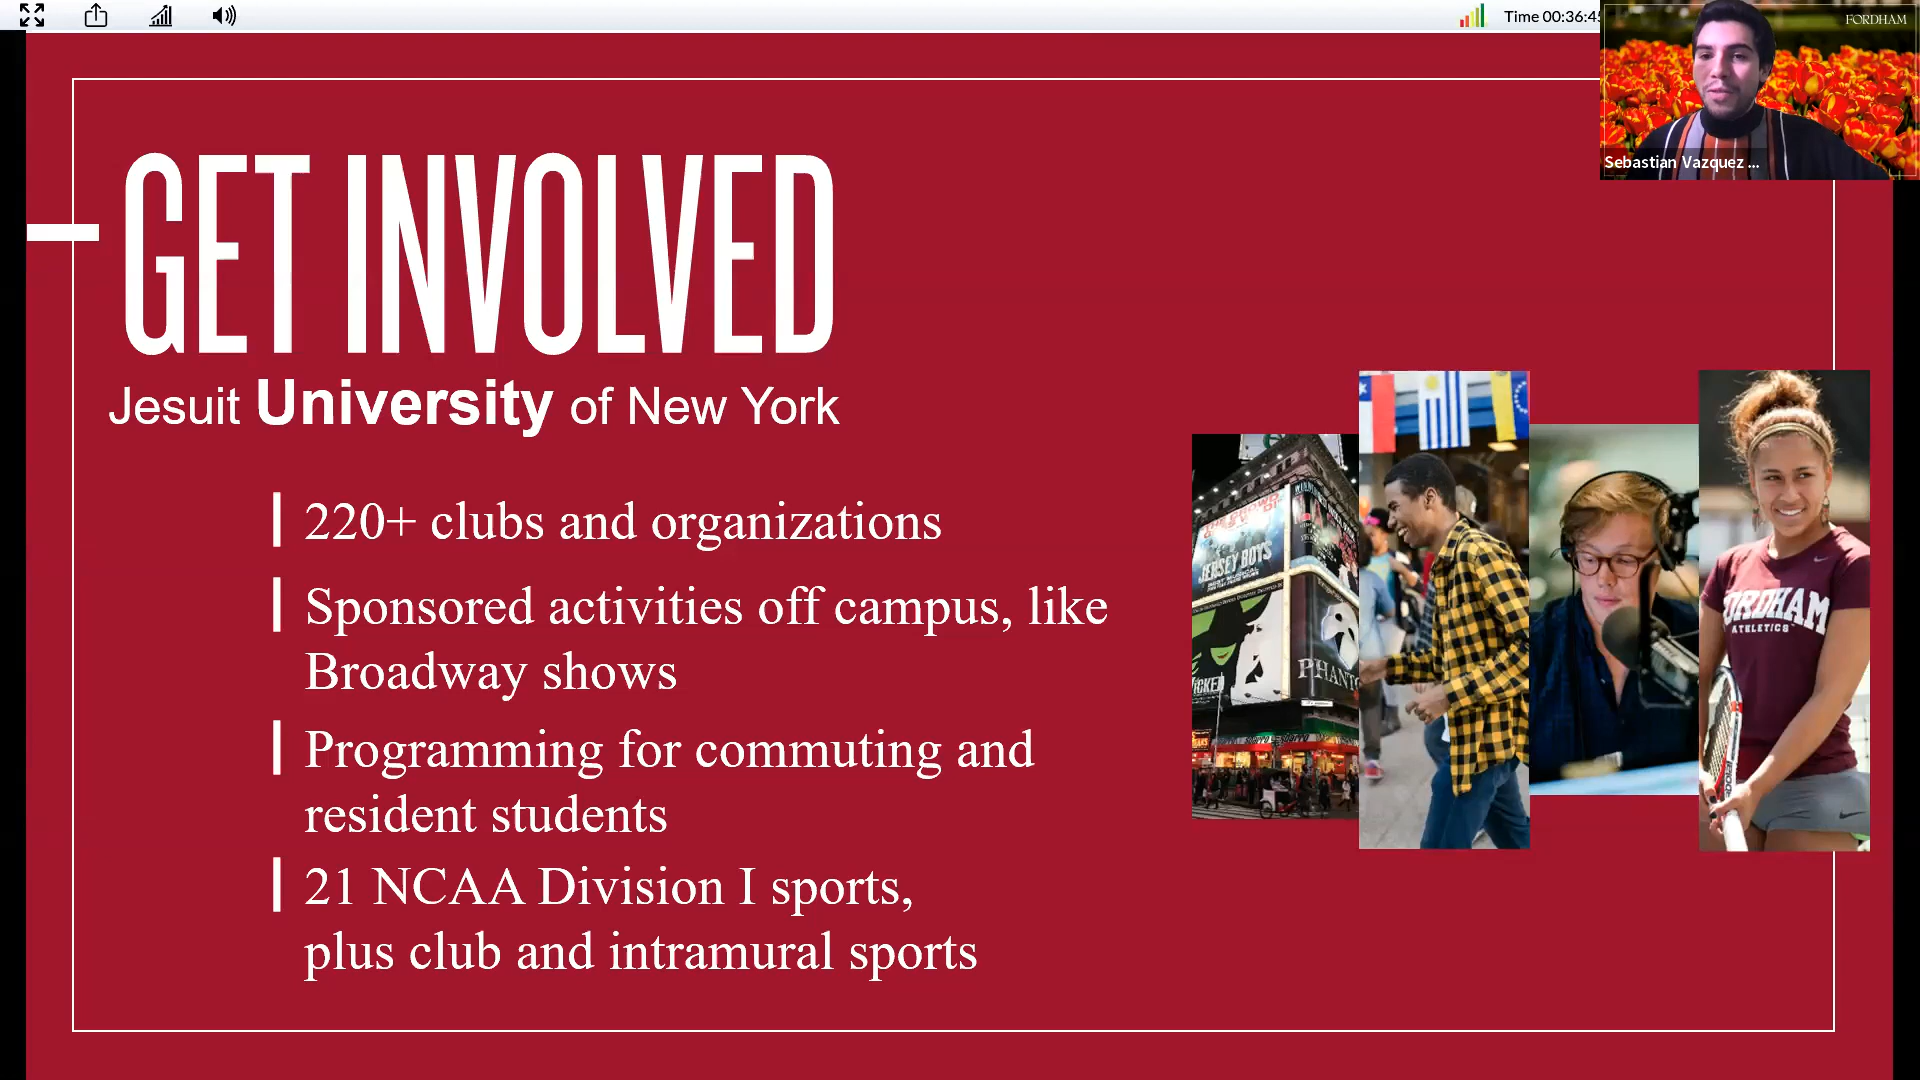 Time 00:36:45
FORDHAM
Sebastian Vazquez ...
GET INVOLVED
Jesuit University of New York
220+ clubs and organizations
Sponsored activities off campus, like
Broadway shows
Programming for commuting and
resident students
21 NCAA Division I sports,
plus club and intramural sports
JERSEY BOYS
WICKED
PHANTO
FORDHAM
ATHLETICS